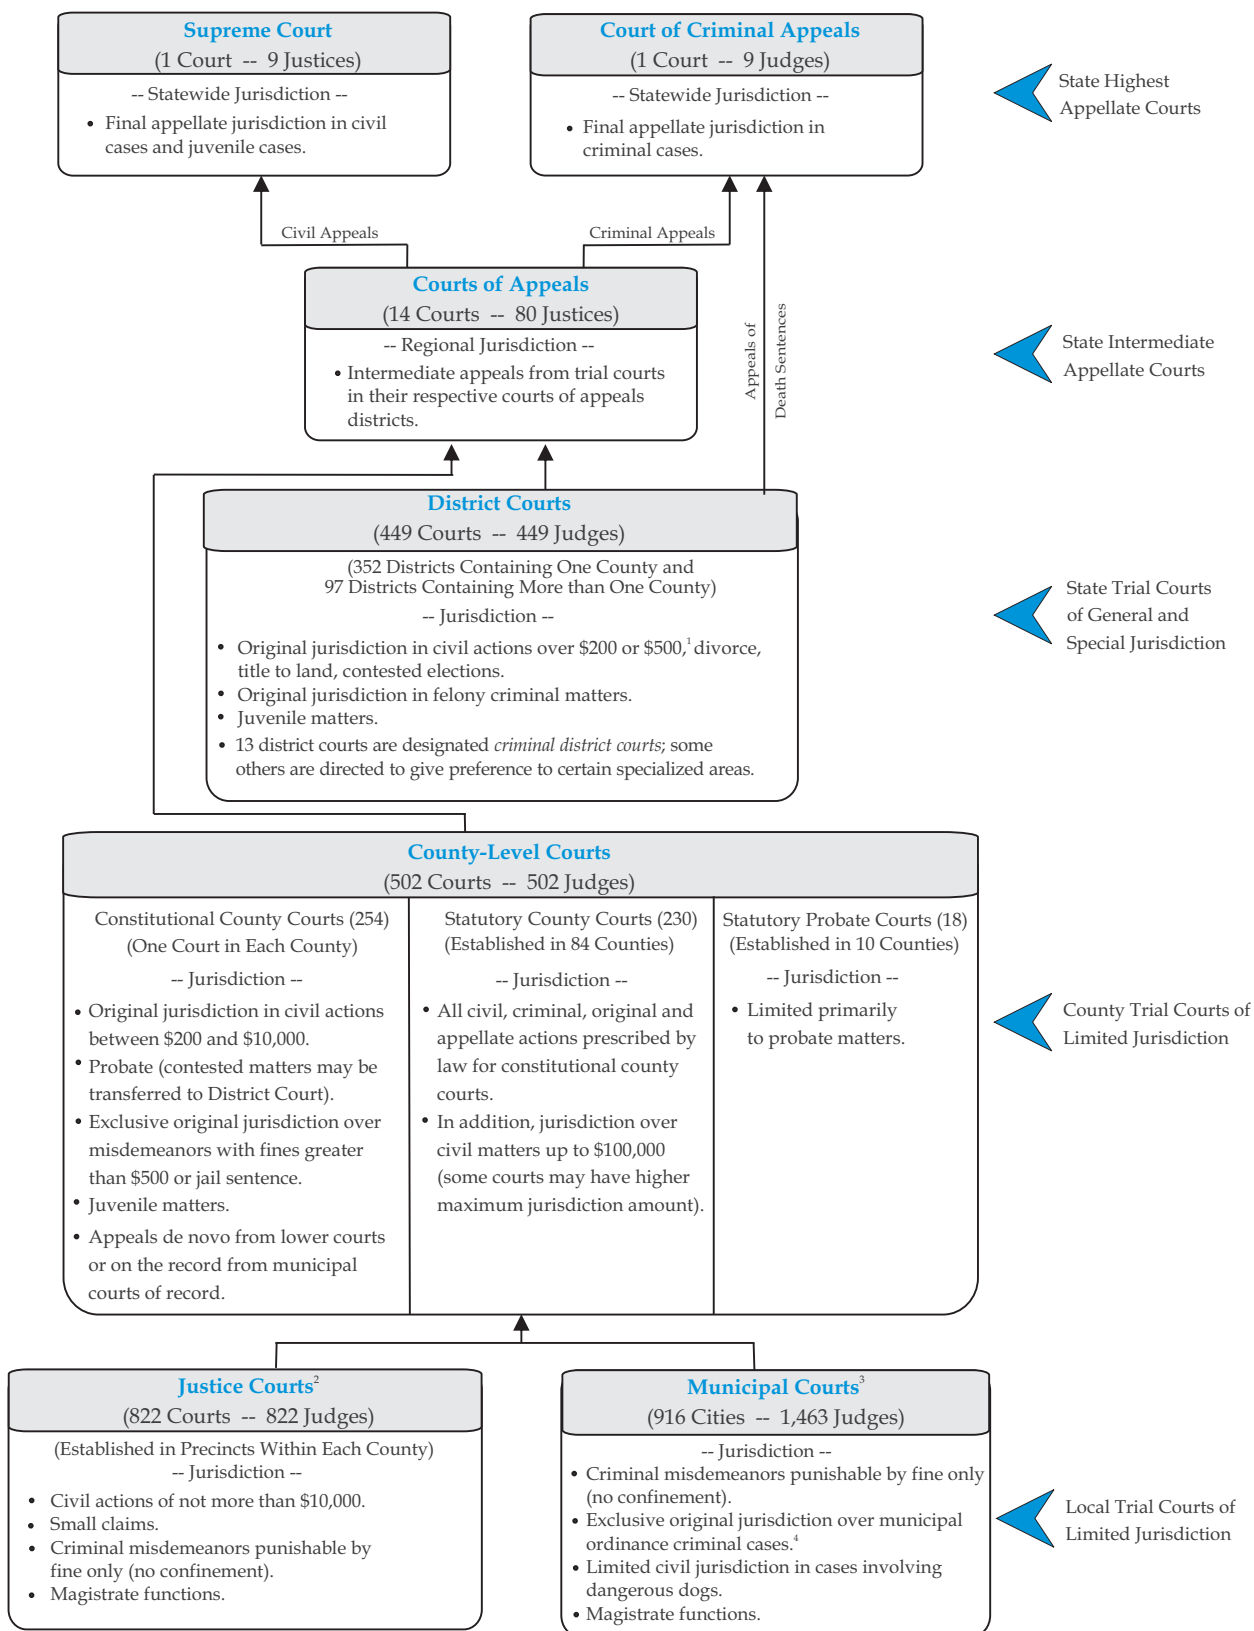 Supreme Court
(1 Court -- 9 Justices)
-- Statewide Jurisdiction --
• Final appellate jurisdiction in civil
cases and juvenile cases.
Court of Criminal Appeals
(1 Court -- 9 Judges)
-- Statewide Jurisdiction --
• Final appellate jurisdiction in
criminal cases.
State Highest
Appellate Courts
Civil Appeals
Criminal Appeals
Appeals of
Death Sentences
Courts of Appeals
(14 Courts -- 80 Justices)
-- Regional Jurisdiction --
• Intermediate appeals from trial courts
in their respective courts of appeals
districts.
State Intermediate
Appellate Courts
District Courts
(449 Courts -- 449 Judges)
(352 Districts Containing One County and
97 Districts Containing More than One County)
-- Jurisdiction --
• Original jurisdiction in civil actions over $200 or $500,¹ divorce,
title to land, contested elections.
• Original jurisdiction in felony criminal matters.
• Juvenile matters.
• 13 district courts are designated criminal district courts; some
others are directed to give preference to certain specialized areas.
State Trial Courts
of General and
Special Jurisdiction
County-Level Courts
(502 Courts -- 502 Judges)
Constitutional County Courts (254)
(One Court in Each County)
-- Jurisdiction --
• Original jurisdiction in civil actions
between $200 and $10,000.
• Probate (contested matters may be
transferred to District Court).
• Exclusive original jurisdiction over
misdemeanors with fines greater
than $500 or jail sentence.
• Juvenile matters.
• Appeals de novo from lower courts
or on the record from municipal
courts of record.
Statutory County Courts (230)
(Established in 84 Counties)
-- Jurisdiction --
• All civil, criminal, original and
appellate actions prescribed by
law for constitutional county
courts.
• In addition, jurisdiction over
civil matters up to $100,000
(some courts may have higher
maximum jurisdiction amount).
Statutory Probate Courts (18)
(Established in 10 Counties)
-- Jurisdiction --
• Limited primarily
to probate matters.
County Trial Courts of
Limited Jurisdiction
Justice Courts²
(822 Courts -- 822 Judges)
(Established in Precincts Within Each County)
-- Jurisdiction --
• Civil actions of not more than $10,000.
• Small claims.
• Criminal misdemeanors punishable by
fine only (no confinement).
• Magistrate functions.
Municipal Courts³
(916 Cities -- 1,463 Judges)
-- Jurisdiction --
• Criminal misdemeanors punishable by fine only
(no confinement).
• Exclusive original jurisdiction over municipal
ordinance criminal cases.⁴
• Limited civil jurisdiction in cases involving
dangerous dogs.
• Magistrate functions.
Local Trial Courts of
Limited Jurisdiction